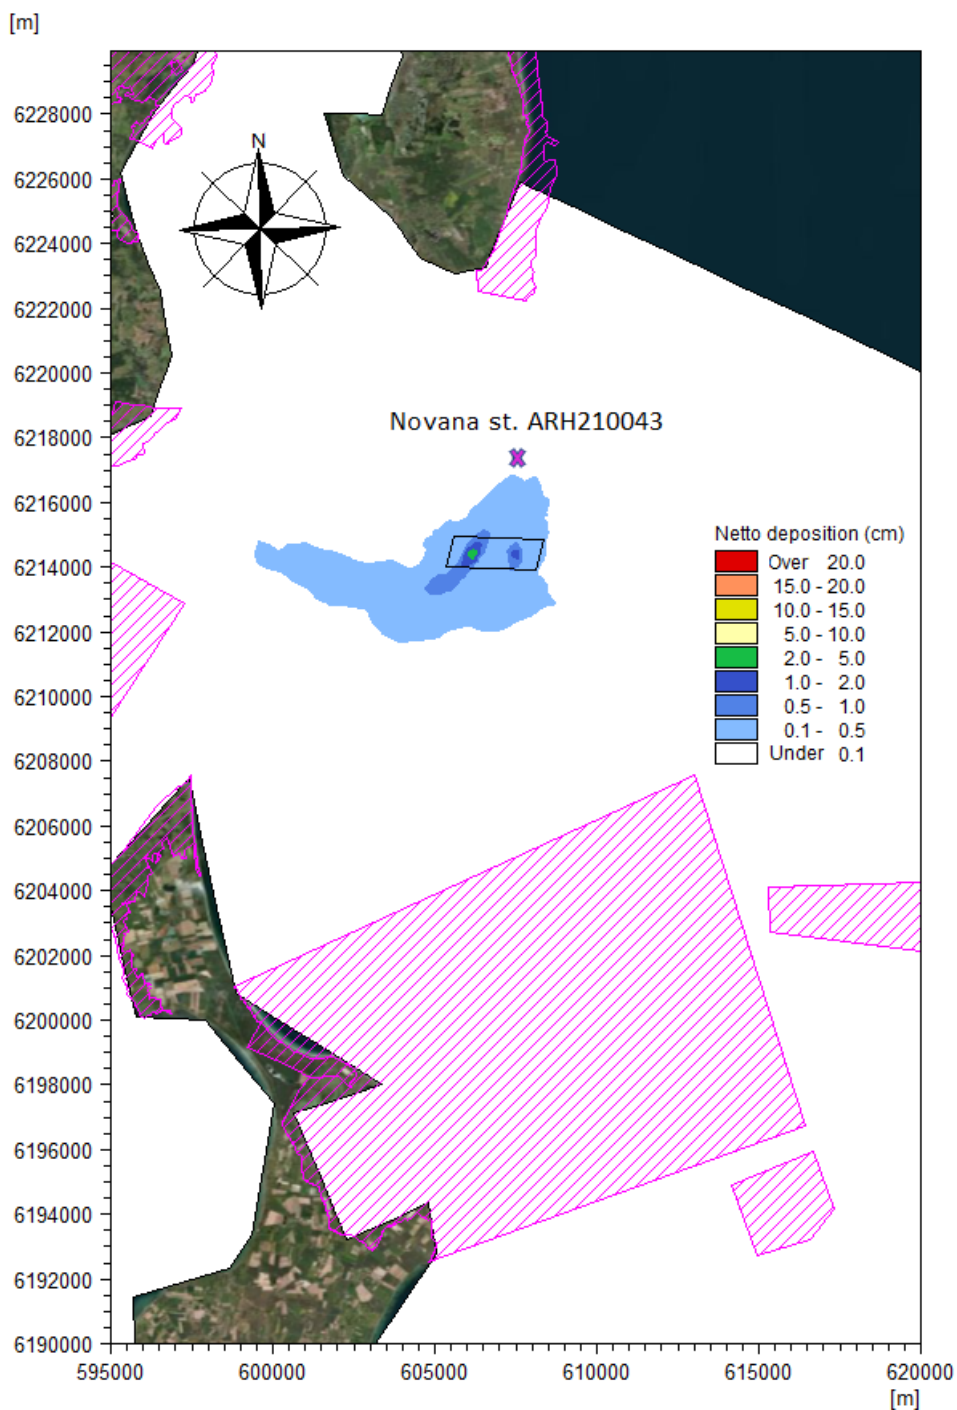 [m]
6228000
N
6226000
6224000
6222000
6220000
6218000
Novana st. ARH210043
6216000
6214000
6212000
6210000
6208000
6206000
6204000
6202000
6200000
6198000
6196000
6194000
6192000
6190000
Netto deposition (cm)
Over 20.0
15.0 - 20.0
10.0 - 15.0
5.0 - 10.0
2.0 - 5.0
1.0 - 2.0
0.5 - 1.0
0.1 - 0.5
Under 0.1
595000 600000 605000 610000 615000 620000
[m]